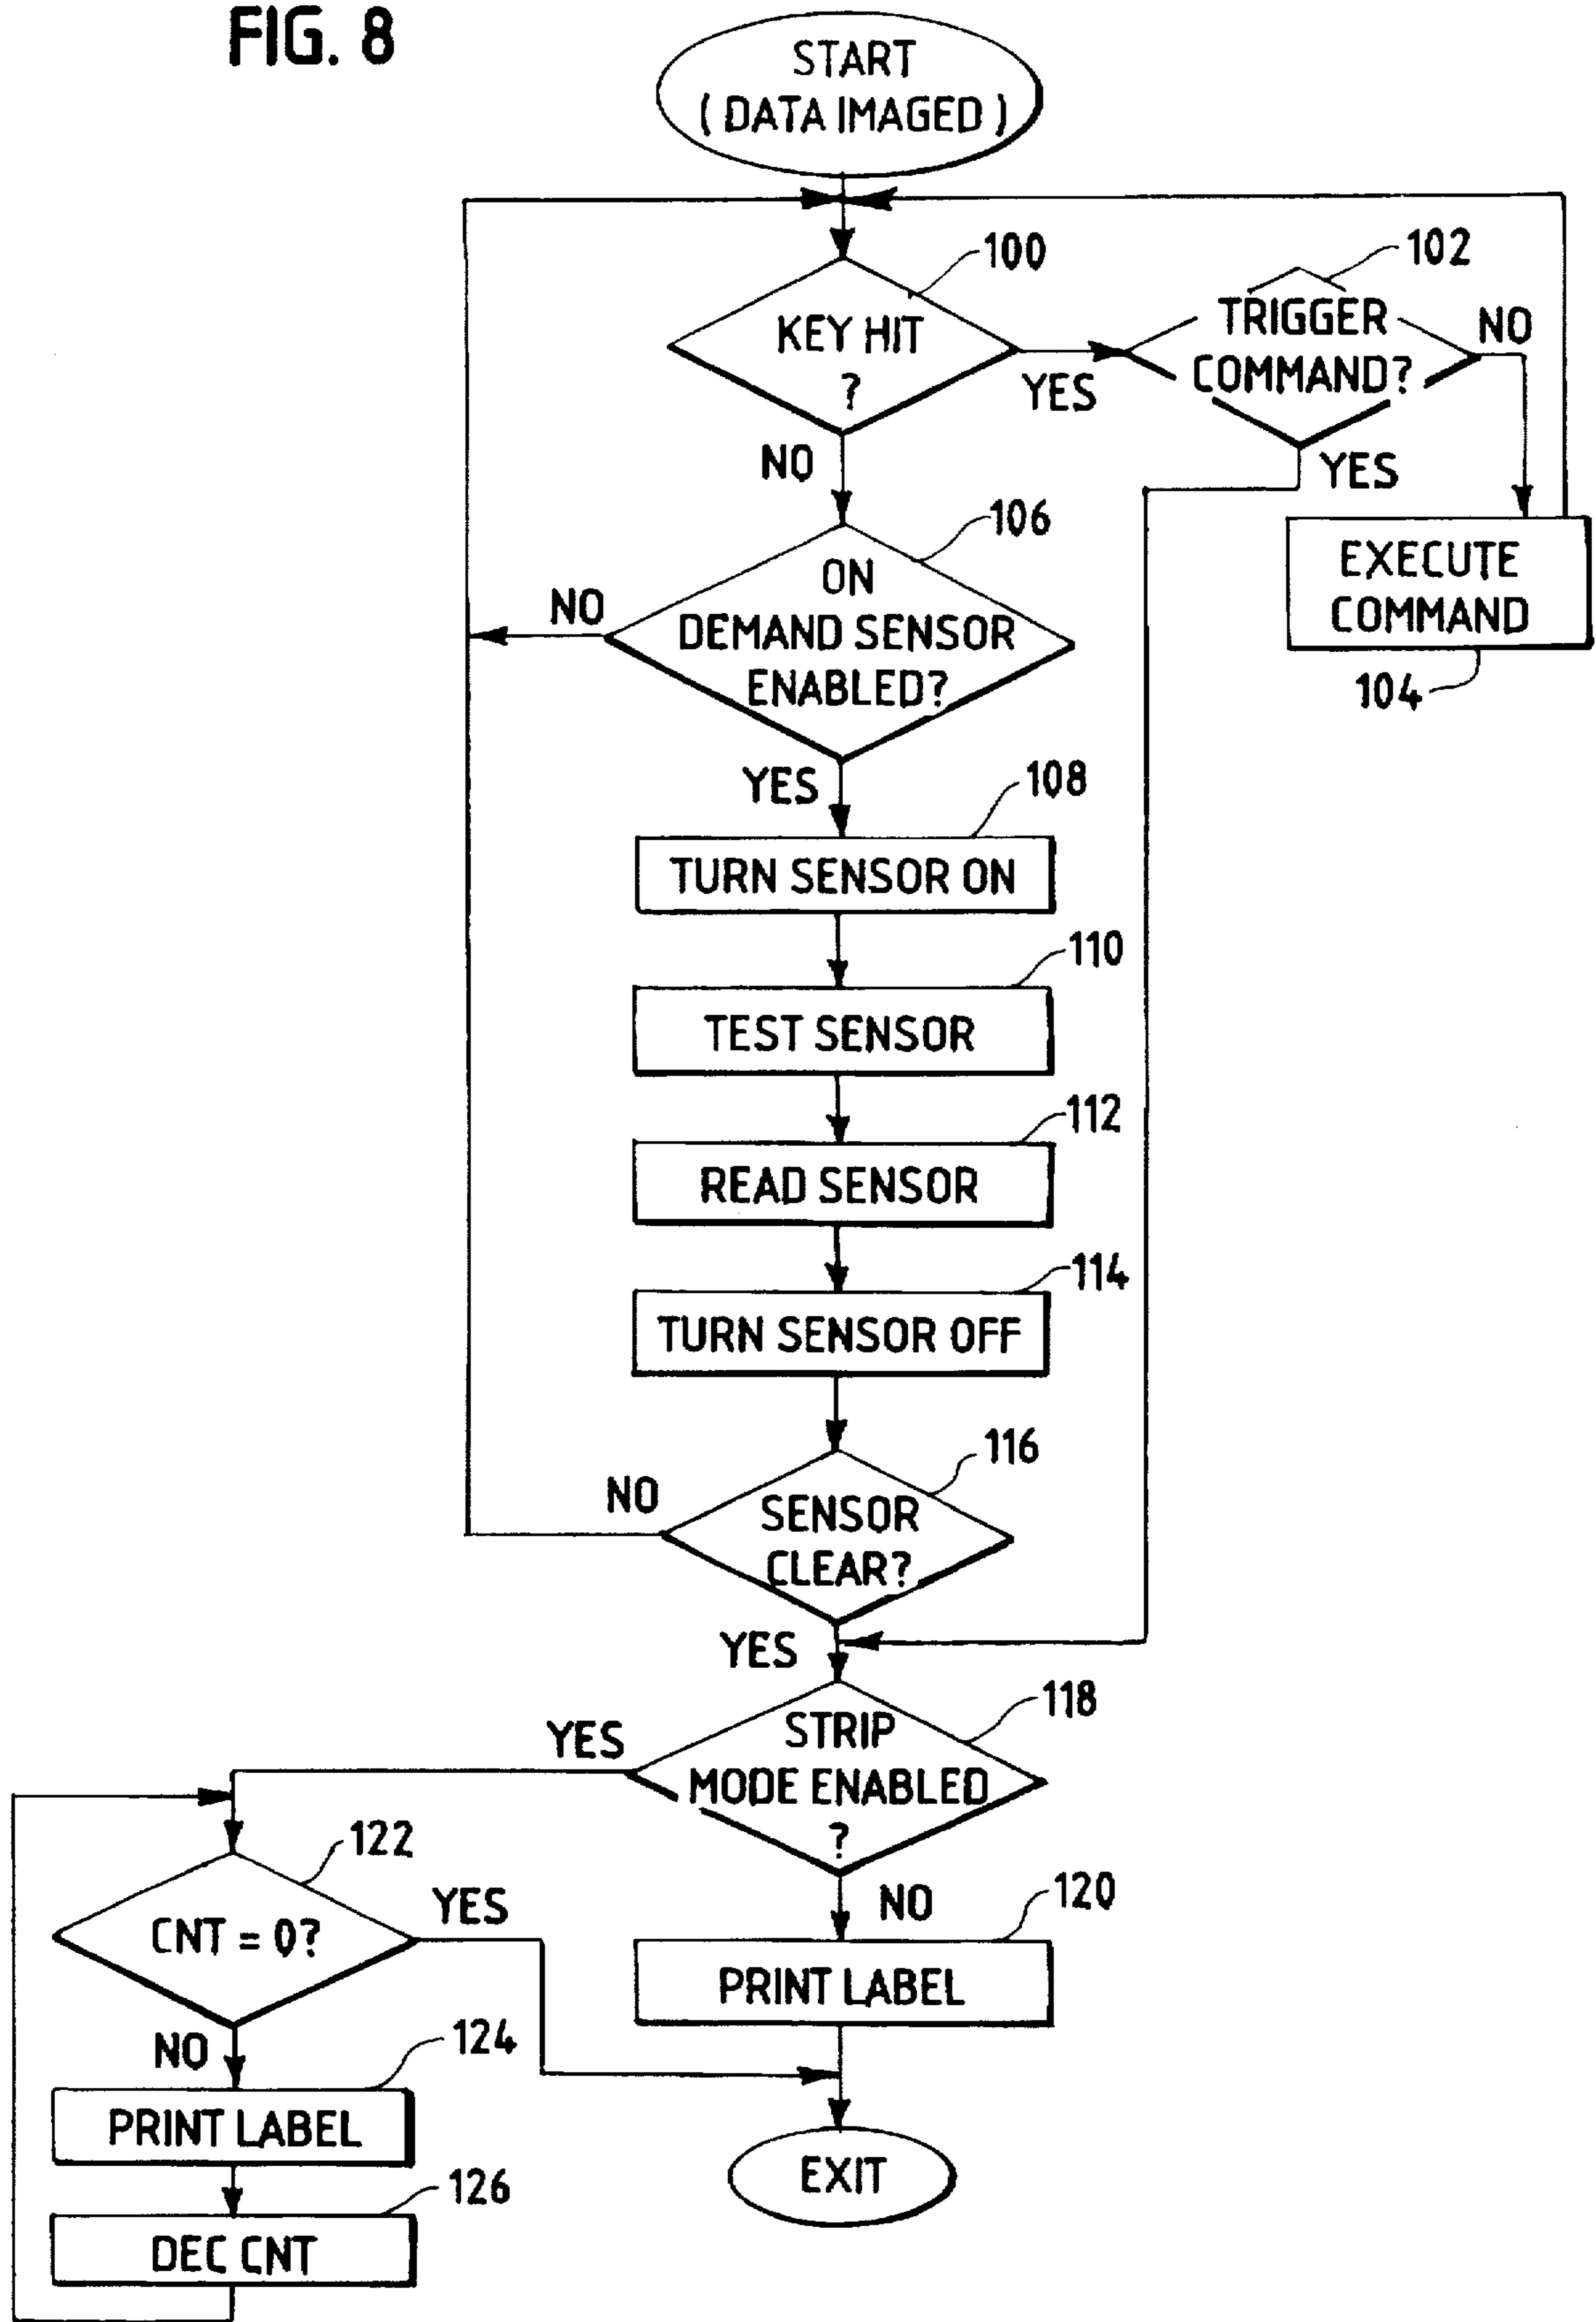 FIG. 8
START
( DATA IMAGED )
100
102
KEY HIT
?
YES
TRIGGER
COMMAND?
NO
NO
YES
106
ON
DEMAND SENSOR
ENABLED?
NO
EXECUTE
COMMAND
104
YES
108
TURN SENSOR ON
110
TEST SENSOR
112
READ SENSOR
114
TURN SENSOR OFF
116
NO
SENSOR
CLEAR?
YES
118
YES
STRIP
MODE ENABLED
?
122
CNT = 0?
YES
NO
120
PRINT LABEL
NO
124
PRINT LABEL
EXIT
126
DEC CNT